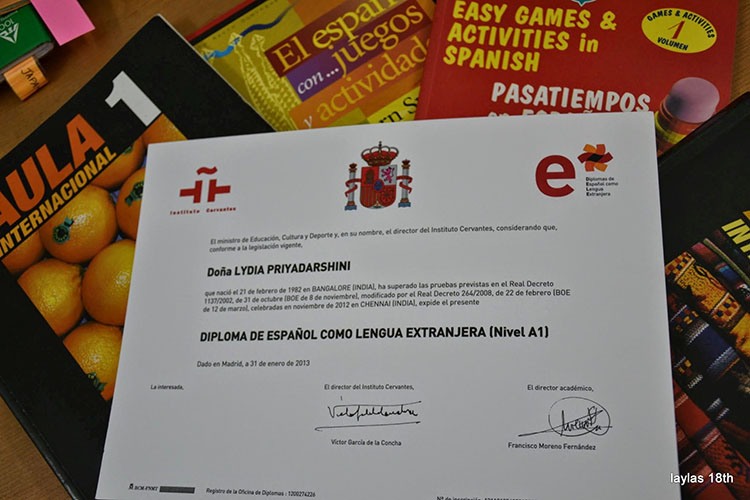 JAPA
AULA 1
INTERNACIONAL
El español
con... juegos
y actividades
EASY GAMES &
ACTIVITIES in
SPANISH
PASATIEMPOS
GAMES & ACTIVITIES
1
VOLUMEN
Instituto Cervantes
e
Diplomas de
Español como
Lengua
Extranjera
El ministro de Educación, Cultura y Deporte y, en su nombre, el director del Instituto Cervantes, considerando que,
conforme a la legislación vigente,
Doña LYDIA PRIYADARSHINI
que nació el 21 de febrero de 1982 en BANGALORE (INDIA), ha superado las pruebas previstas en el Real Decreto
1137/2002, de 31 de octubre (BOE de 8 de noviembre), modificado por el Real Decreto 264/2008, de 22 de febrero (BOE
de 12 de marzo), celebradas en noviembre de 2012 en CHENNAI (INDIA), expide el presente
DIPLOMA DE ESPAÑOL COMO LENGUA EXTRANJERA (Nivel A1)
Dado en Madrid, a 31 de enero de 2013
La interesada,
El director del Instituto Cervantes,
El director académico,
Víctor García de la Concha
Francisco Moreno Fernández
Registro de la Oficina de Diplomas: 1200274226
Nº de inscripción:
laylas 18th